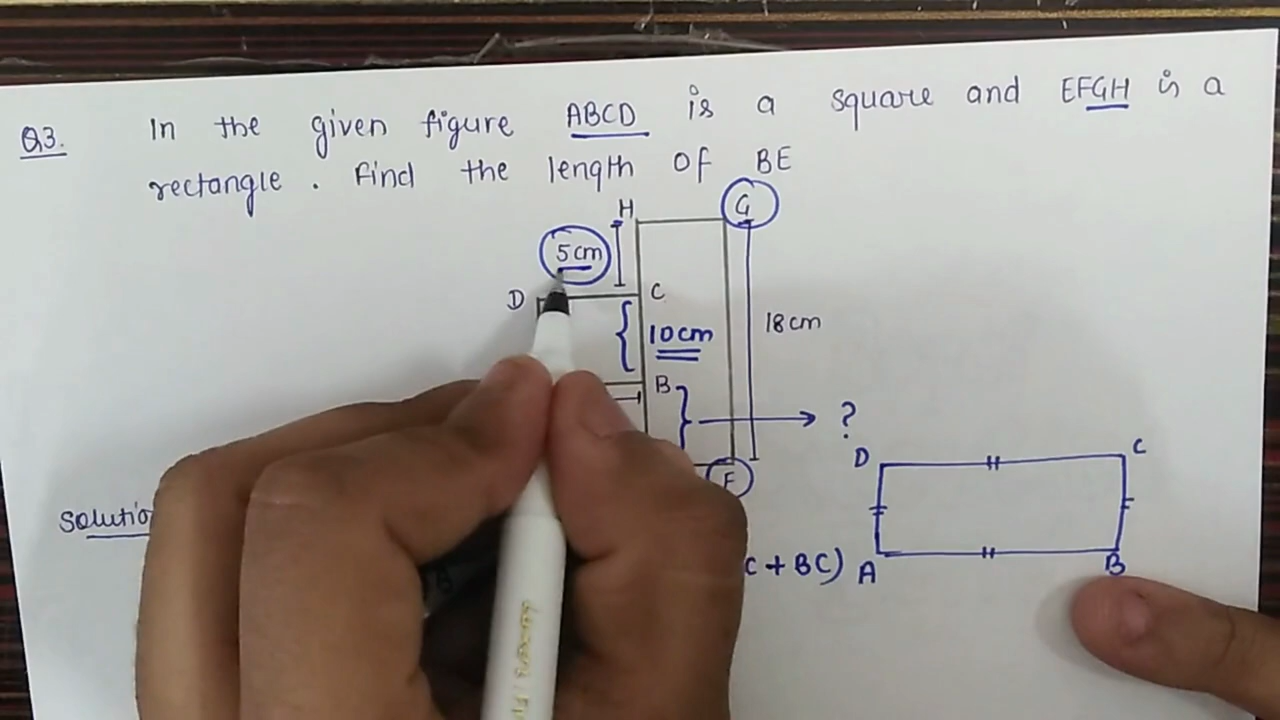 Q3. In the given figure ABCD is a square and EFGH is a
rectangle. Find the length of BE
H G
5cm
D C
10cm
18cm
B
?
F
D C
Solutio
C + BC)
A B